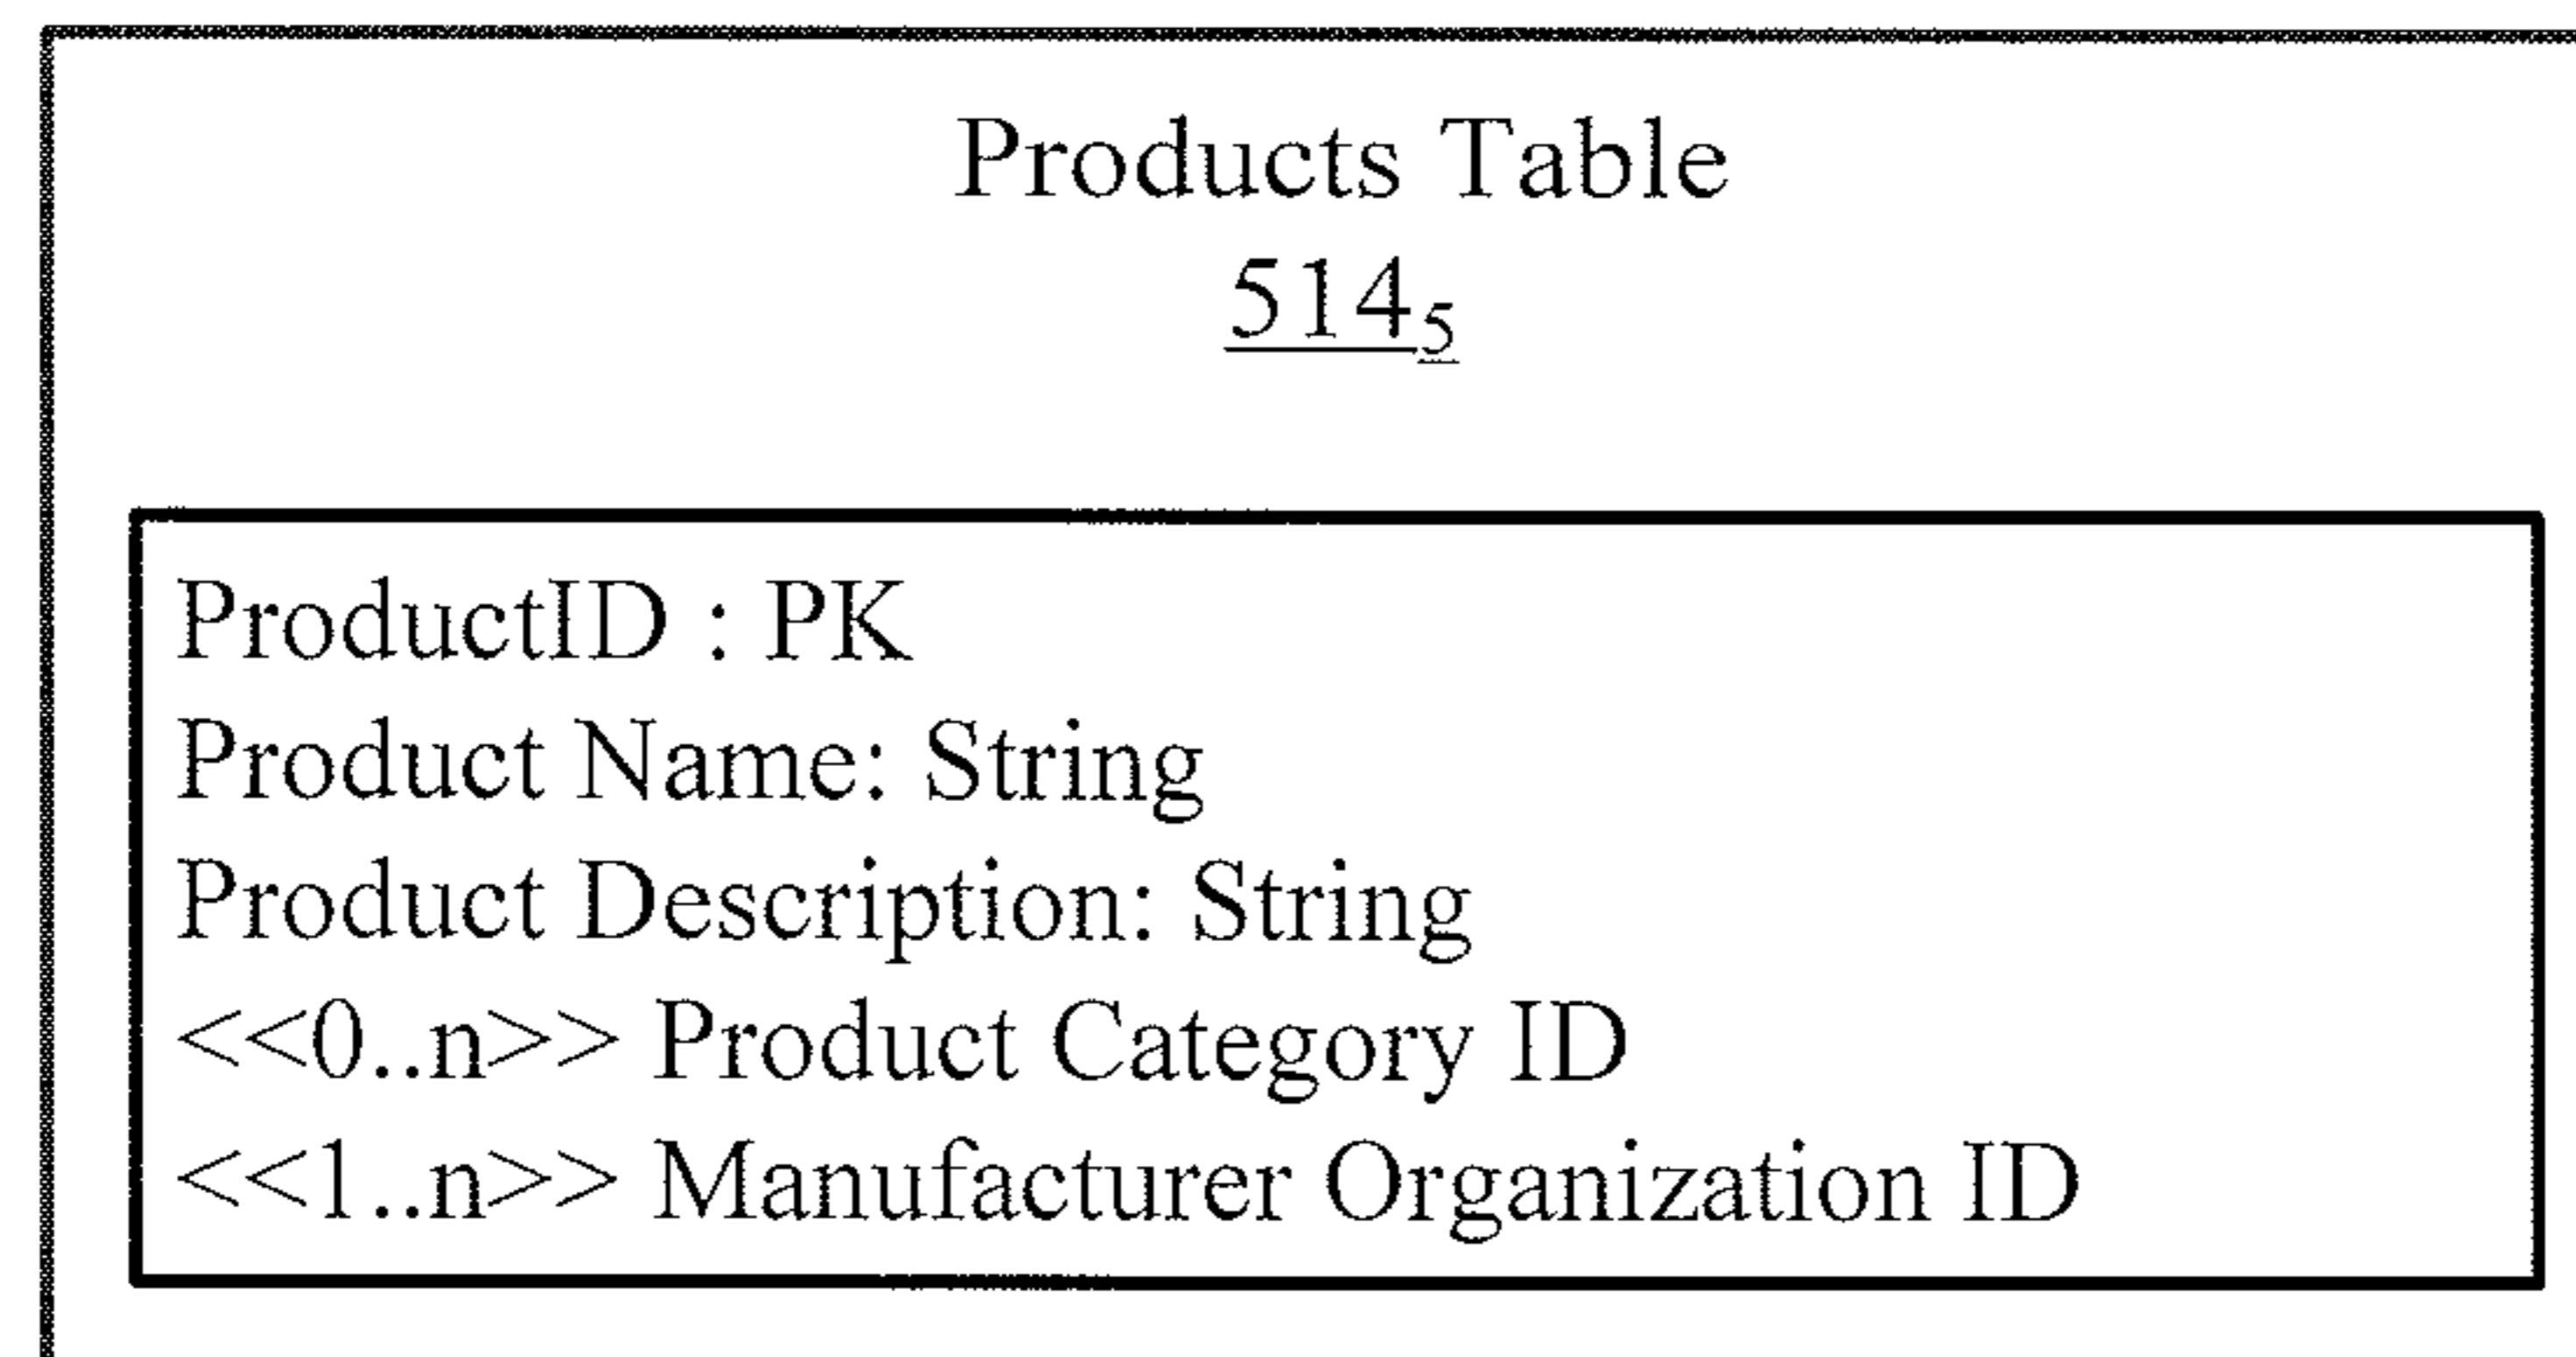 Products Table
514₅
ProductID : PK
Product Name: String
Product Description: String
<<0..n>> Product Category ID
<<1..n>> Manufacturer Organization ID